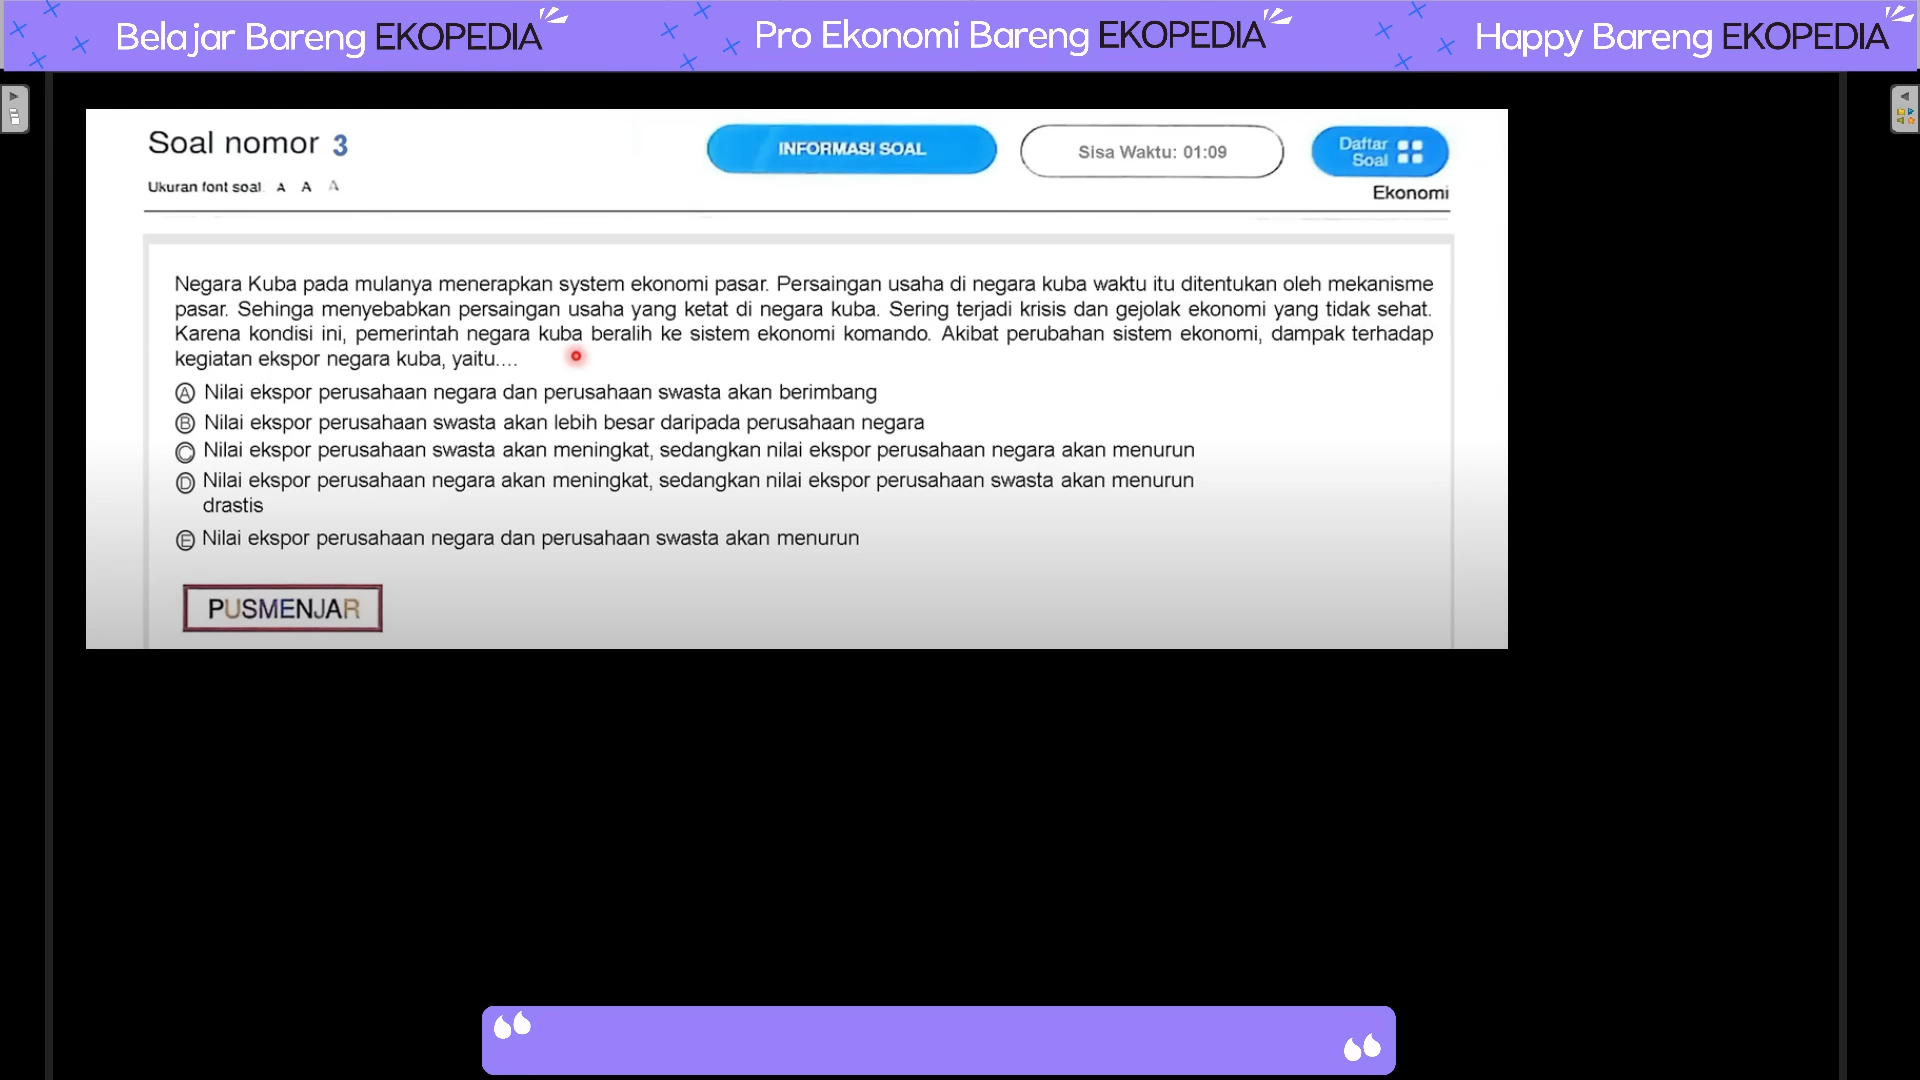 Belajar Bareng EKOPEDIA
Pro Ekonomi Bareng EKOPEDIA
Happy Bareng EKOPEDIA
Soal nomor 3
INFORMASI SOAL
Sisa Waktu: 01:09
Daftar
Soal
Ukuran font soal. A A A
Ekonomi
Negara Kuba pada mulanya menerapkan system ekonomi pasar. Persaingan usaha di negara kuba waktu itu ditentukan oleh mekanisme
pasar. Sehinga menyebabkan persaingan usaha yang ketat di negara kuba. Sering terjadi krisis dan gejolak ekonomi yang tidak sehat.
Karena kondisi ini, pemerintah negara kuba beralih ke sistem ekonomi komando. Akibat perubahan sistem ekonomi, dampak terhadap
kegiatan ekspor negara kuba, yaitu....
A Nilai ekspor perusahaan negara dan perusahaan swasta akan berimbang
B Nilai ekspor perusahaan swasta akan lebih besar daripada perusahaan negara
C Nilai ekspor perusahaan swasta akan meningkat, sedangkan nilai ekspor perusahaan negara akan menurun
D Nilai ekspor perusahaan negara akan meningkat, sedangkan nilai ekspor perusahaan swasta akan menurun
drastis
E Nilai ekspor perusahaan negara dan perusahaan swasta akan menurun
PUSMENJAR